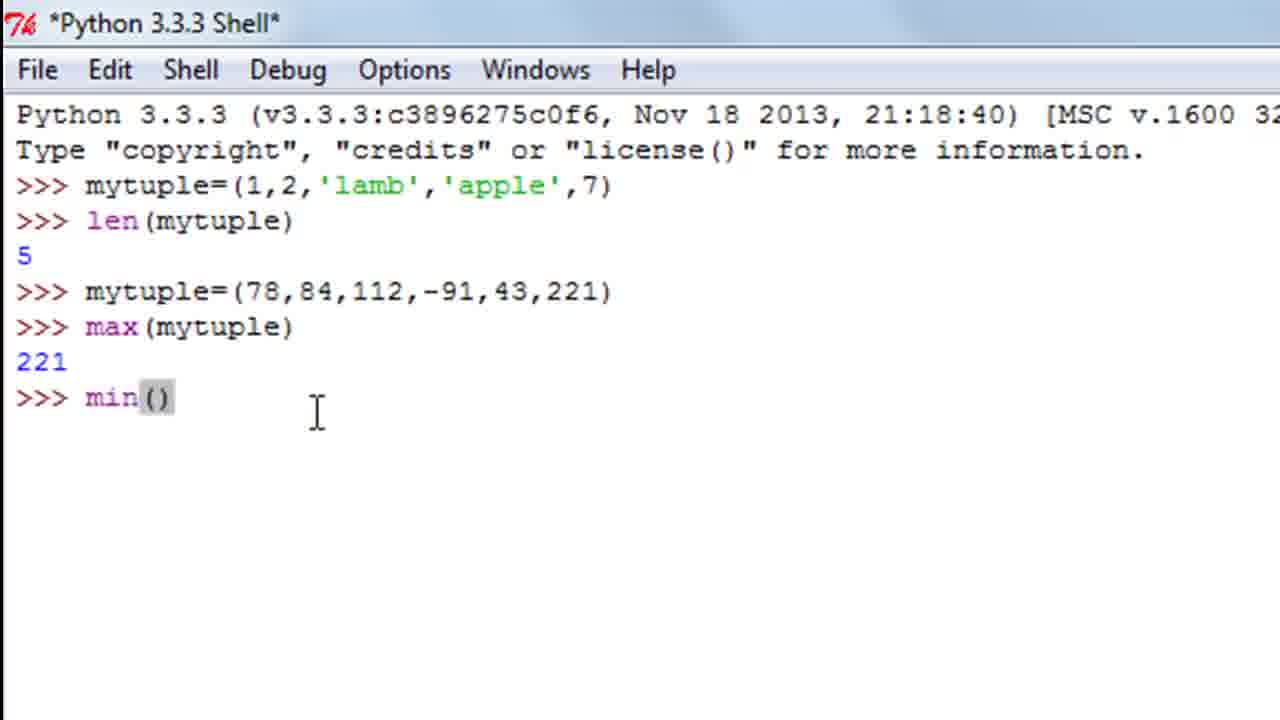 *Python 3.3.3 Shell*
File Edit Shell Debug Options Windows Help
Python 3.3.3 (v3.3.3:c3896275c0f6, Nov 18 2013, 21:18:40) [MSC v.1600 32
Type "copyright", "credits" or "license()" for more information.
>>> mytuple=(1,2,'lamb','apple',7)
>>> len(mytuple)
5
>>> mytuple=(78,84,112,-91,43,221)
>>> max(mytuple)
221
>>> min()